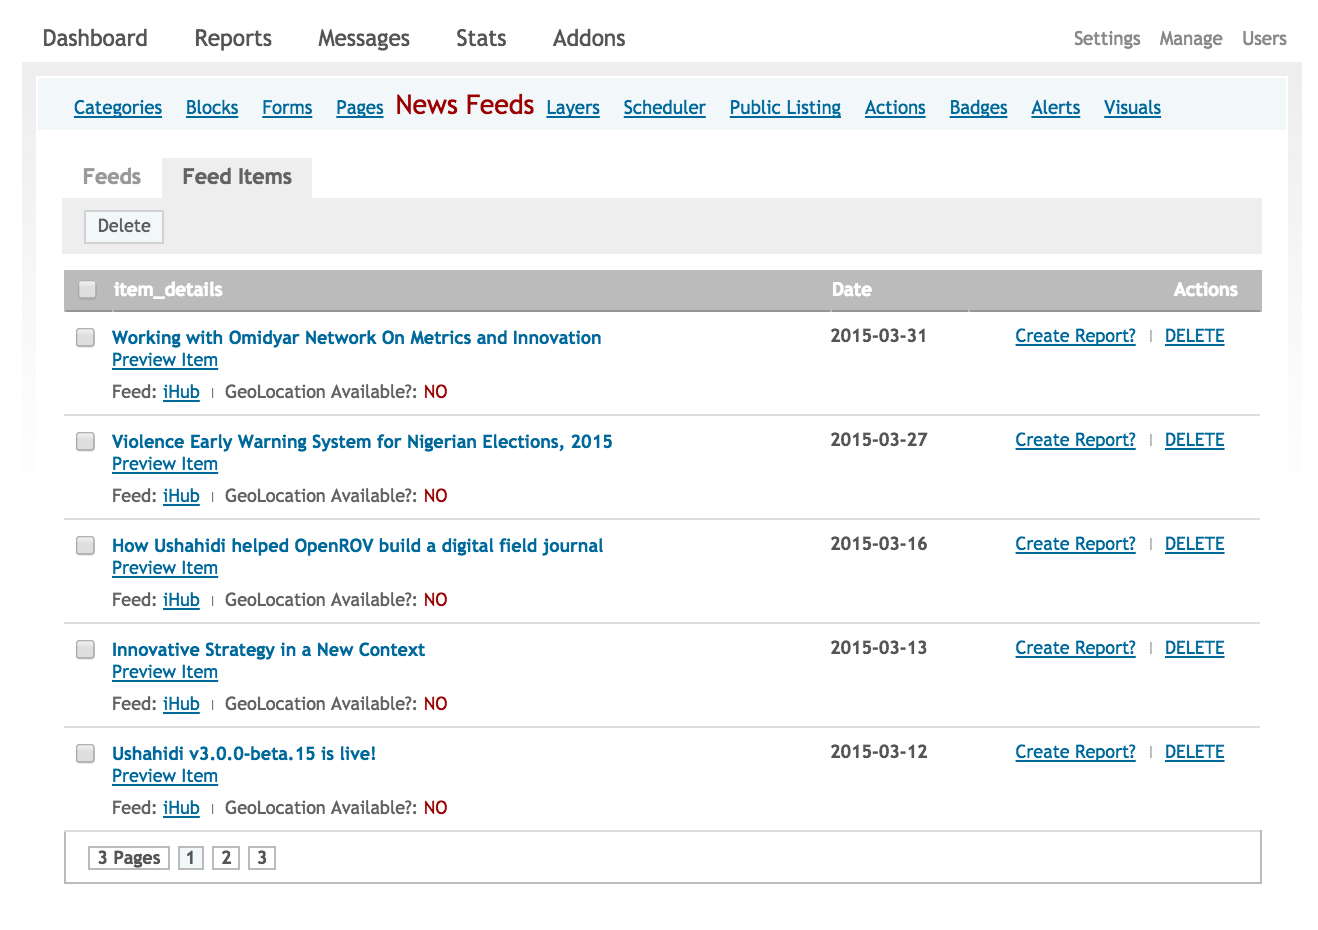 Dashboard Reports Messages Stats Addons Settings Manage Users
Categories Blocks Forms Pages News Feeds Layers Scheduler Public Listing Actions Badges Alerts Visuals
Feeds Feed Items
Delete
item_details Date Actions
Working with Omidyar Network On Metrics and Innovation 2015-03-31 Create Report? | DELETE
Preview Item
Feed: iHub | GeoLocation Available?: NO
Violence Early Warning System for Nigerian Elections, 2015 2015-03-27 Create Report? | DELETE
Preview Item
Feed: iHub | GeoLocation Available?: NO
How Ushahidi helped OpenROV build a digital field journal 2015-03-16 Create Report? | DELETE
Preview Item
Feed: iHub | GeoLocation Available?: NO
Innovative Strategy in a New Context 2015-03-13 Create Report? | DELETE
Preview Item
Feed: iHub | GeoLocation Available?: NO
Ushahidi v3.0.0-beta.15 is live! 2015-03-12 Create Report? | DELETE
Preview Item
Feed: iHub | GeoLocation Available?: NO
3 Pages 1 2 3